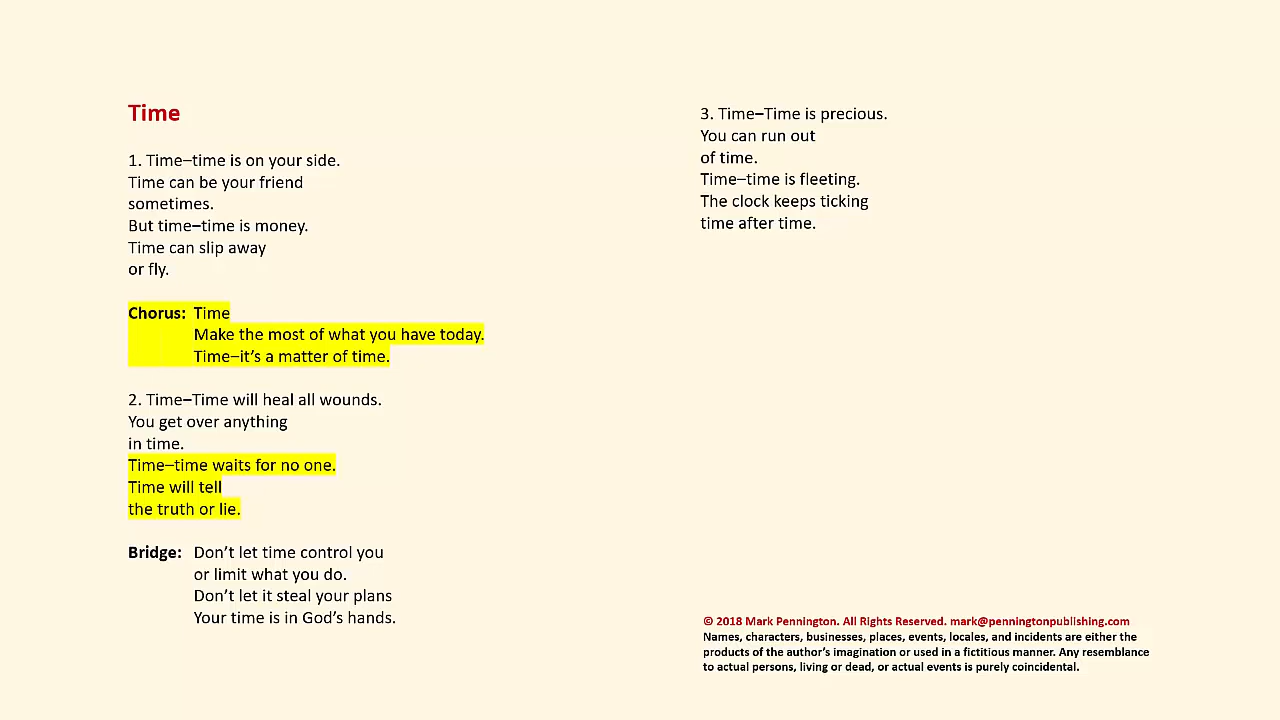 Time
1. Time–time is on your side.
Time can be your friend
sometimes.
But time–time is money.
Time can slip away
or fly.
Chorus: Time
Make the most of what you have today.
Time–it’s a matter of time.
2. Time–Time will heal all wounds.
You get over anything
in time.
Time–time waits for no one.
Time will tell
the truth or lie.
Bridge: Don’t let time control you
or limit what you do.
Don’t let it steal your plans
Your time is in God’s hands.
3. Time–Time is precious.
You can run out
of time.
Time–time is fleeting.
The clock keeps ticking
time after time.
© 2018 Mark Pennington. All Rights Reserved. mark@penningtonpublishing.com
Names, characters, businesses, places, events, locales, and incidents are either the
products of the author’s imagination or used in a fictitious manner. Any resemblance
to actual persons, living or dead, or actual events is purely coincidental.